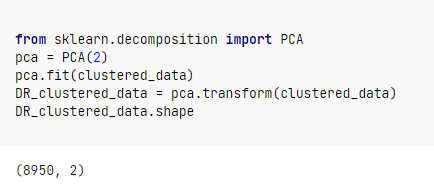 from sklearn.decomposition import PCA
pca = PCA(2)
pca.fit(clustered_data)
DR_clustered_data = pca.transform(clustered_data)
DR_clustered_data.shape
(8950, 2)